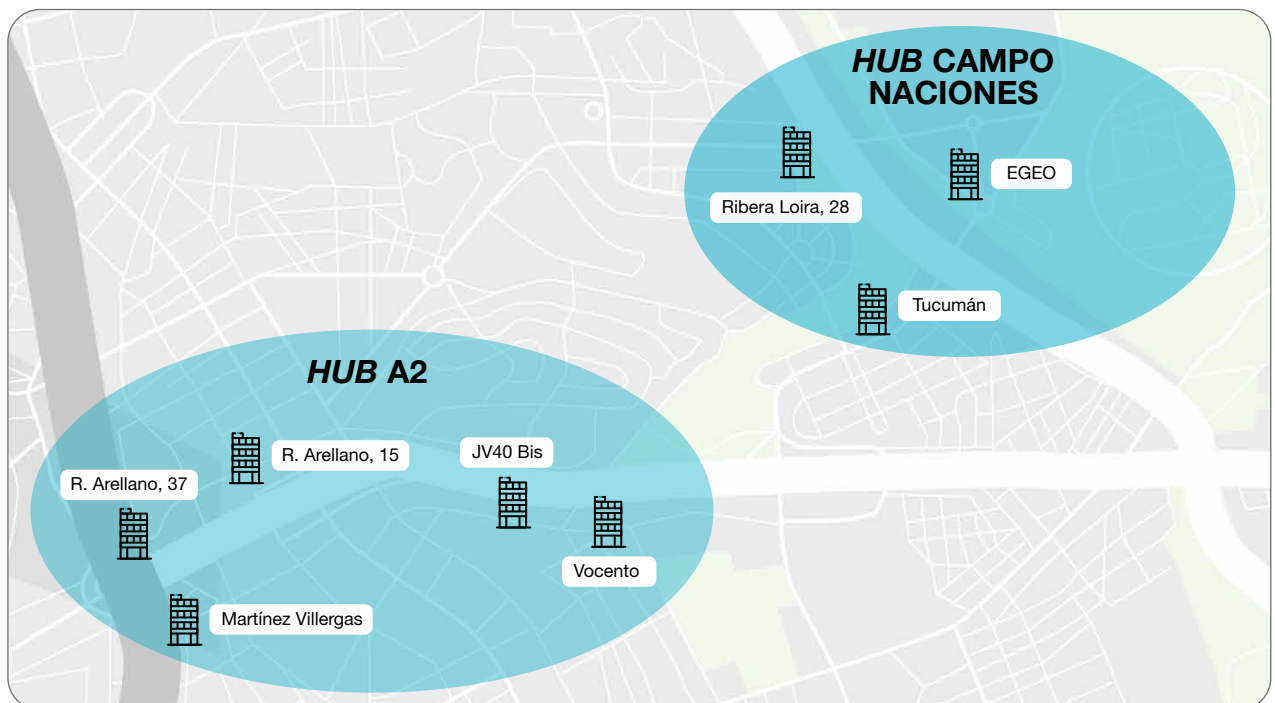 HUB CAMPO
NACIONES
EGEO
Ribera Loira, 28
Tucumán
HUB A2
R. Arellano, 15
JV40 Bis
R. Arellano, 37
Vocento
Martínez Villergas